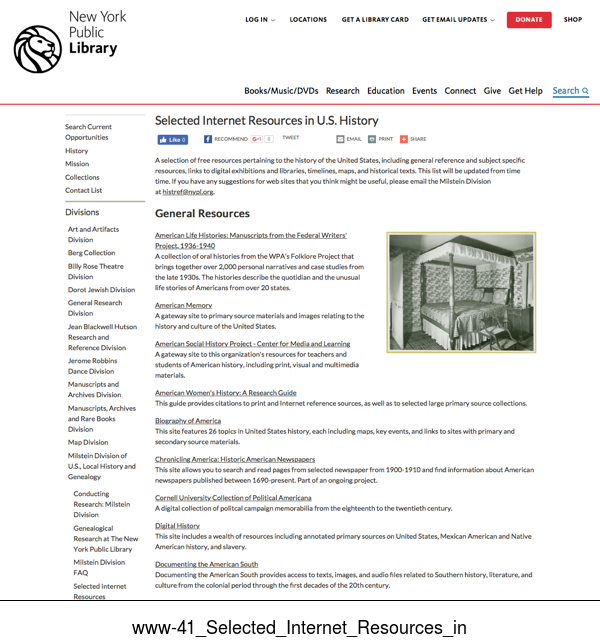 New York
Public
Library
LOG IN
LOCATIONS
GET A LIBRARY CARD
GET EMAIL UPDATES
DONATE
SHOP
Books/Music/DVDs Research Education Events Connect Give Get Help Search
Search Current
Opportunities
History
Mission
Collections
Contact List
Divisions
Art and Artifacts
Division
Berg Collection
Billy Rose Theatre
Division
Dorot Jewish Division
General Research
Division
Jean Blackwell Hutson
Research and
Reference Division
Jerome Robbins
Dance Division
Manuscripts and
Archives Division
Manuscripts, Archives
and Rare Books
Division
Map Division
Milstein Division of
U.S., Local History and
Genealogy
Conducting
Research: Milstein
Division
Genealogical
Research at The New
York Public Library
Milstein Division
FAQ
Selected Internet
Resources
Selected Internet Resources in U.S. History
Like 0
RECOMMEND
G+1 0
TWEET
EMAIL
PRINT
SHARE
A selection of free resources pertaining to the history of the United States, including general reference and subject specific
resources, links to digital exhibitions and libraries, timelines, maps, and historical texts. This list will be updated from time
time. If you have any suggestions for web sites that you think might be useful, please email the Milstein Division
at histref@nypl.org.
General Resources
American Life Histories: Manuscripts from the Federal Writers'
Project, 1936-1940
A collection of oral histories from the WPA's Folklore Project that
brings together over 2,000 personal narratives and case studies from
the late 1930s. The histories describe the quotidian and the unusual
life stories of Americans from over 20 states.
American Memory
A gateway site to primary source materials and images relating to the
history and culture of the United States.
American Social History Project - Center for Media and Learning
A gateway site to this organization's resources for teachers and
students of American history, including print, visual and multimedia
materials.
American Women's History: A Research Guide
This guide provides citations to print and Internet reference sources, as well as to selected large primary source collections.
Biography of America
This site features 26 topics in United States history, each including maps, key events, and links to sites with primary and
secondary source materials.
Chronicling America: Historic American Newspapers
This site allows you to search and read pages from selected newspaper from 1900-1910 and find information about American
newspapers published between 1690-present. Part of an ongoing project.
Cornell University Collection of Political Americana
A digital collection of politcal campaign memorabilia from the eighteenth to the twentieth century.
Digital History
This site includes a wealth of resources including annotated primary sources on United States, Mexican American and Native
American history, and slavery.
Documenting the American South
Documenting the American South provides access to texts, images, and audio files related to Southern history, literature, and
culture from the colonial period through the first decades of the 20th century.
www-41_Selected_Internet_Resources_in